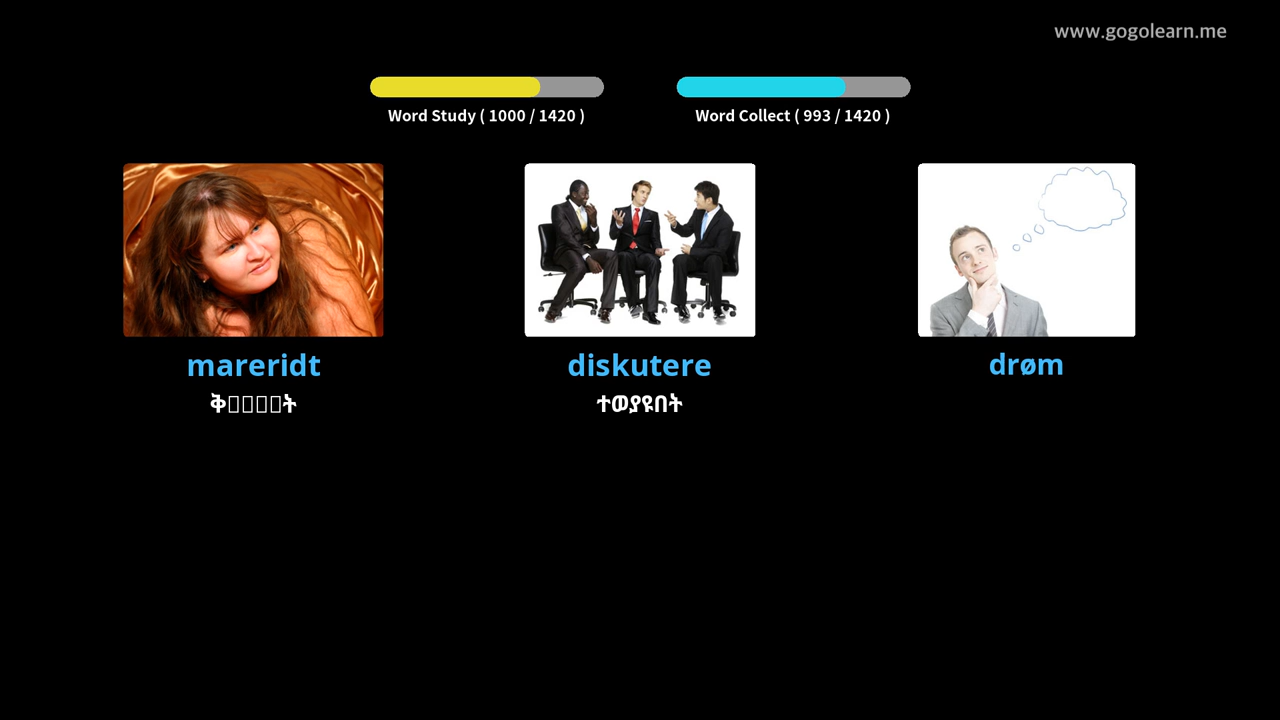 www.gogolearn.me
Word Study ( 1000 / 1420 )
Word Collect ( 993 / 1420 )
mareridt
diskutere
drøm
ተወያዩበት